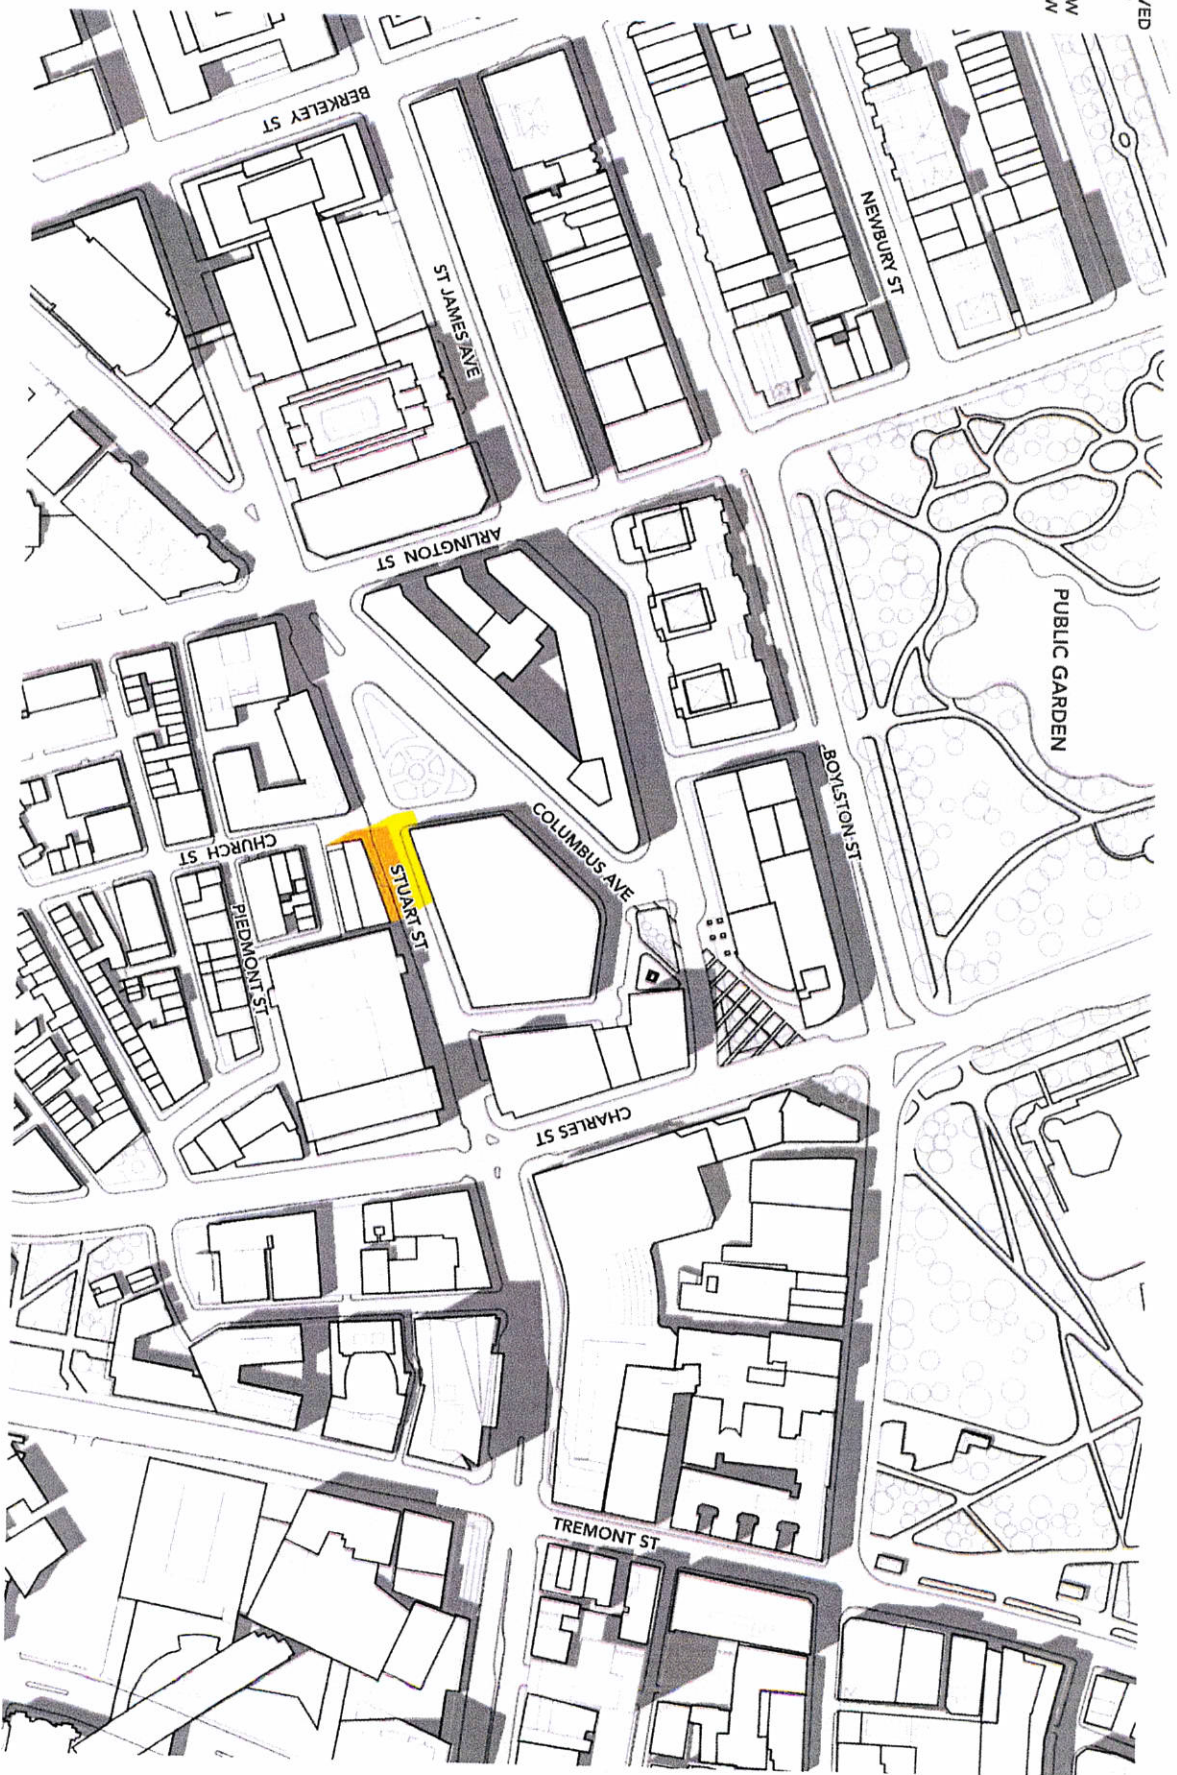 VED
W
W
PUBLIC GARDEN
NEWBURY ST
BOYLSTON ST
ST JAMES AVE
BERKELEY ST
ARLINGTON ST
COLUMBUS AVE
STUART ST
CHURCH ST
PIEDMONT ST
CHARLES ST
TREMONT ST